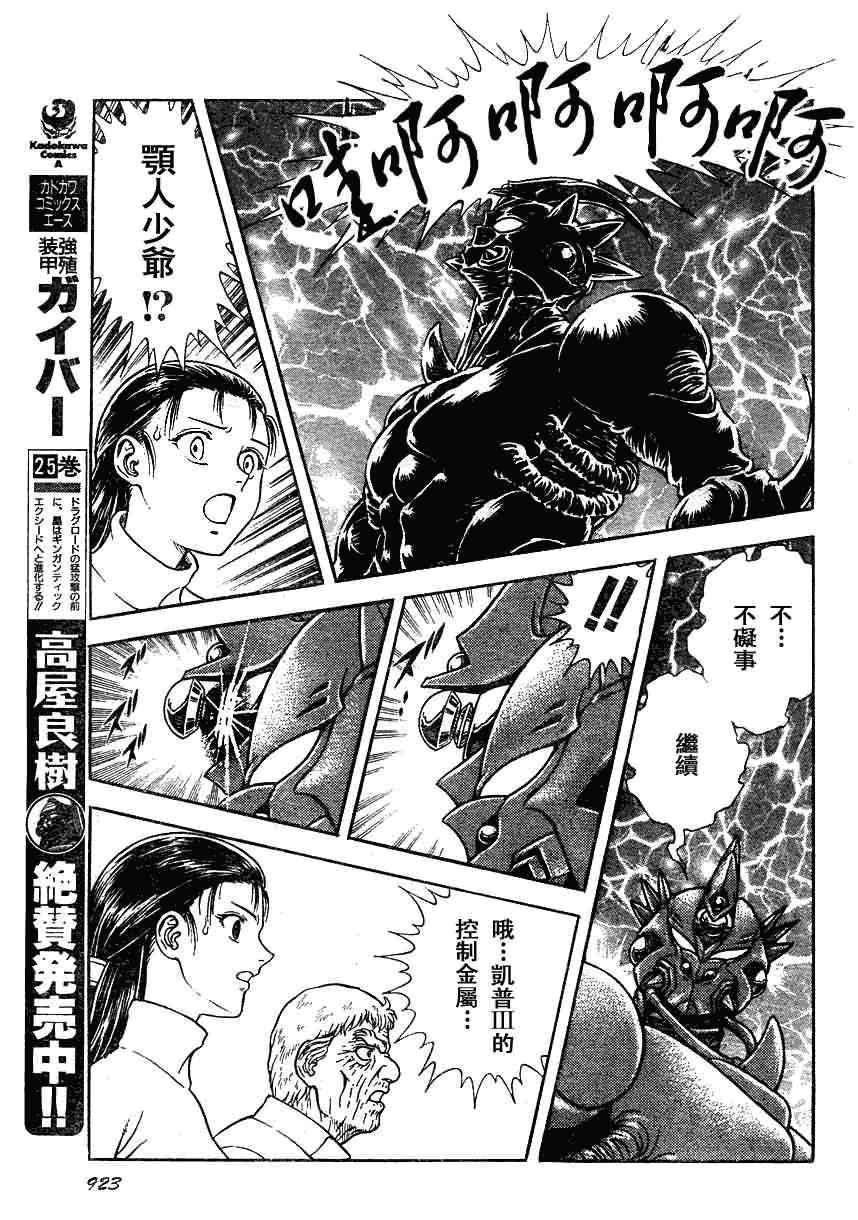 哇啊啊啊啊
顎人少爺!?
不…
不礙事
繼續
!!
哦…凱普Ⅲ的
控制金屬…
Kadokawa
Comics
A
カドカワ
コミックス
エース
強殖
装甲
ガイバー
25巻
ドラグロードの猛攻撃の前
に、晶はギガンティック
エクシードへと進化する!!
高屋良樹
絶賛発売中!!
923